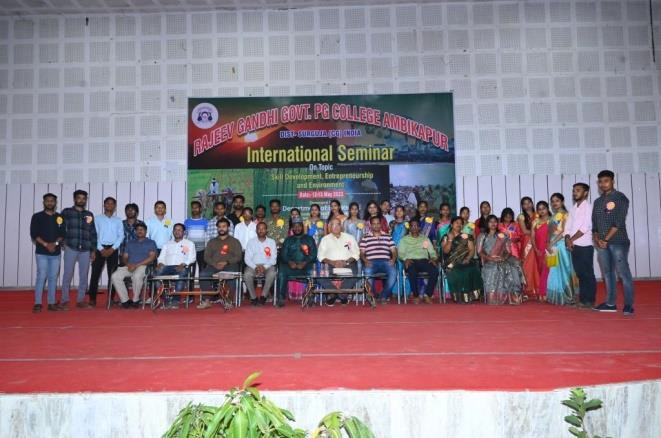 RAJEEV GANDHI GOVT. PG COLLEGE AMBIKAPUR
DIST- SURGUJA (CG) INDIA
International Seminar
On Topic
Skill Development, Entrepreneurship
and Environment
Departme